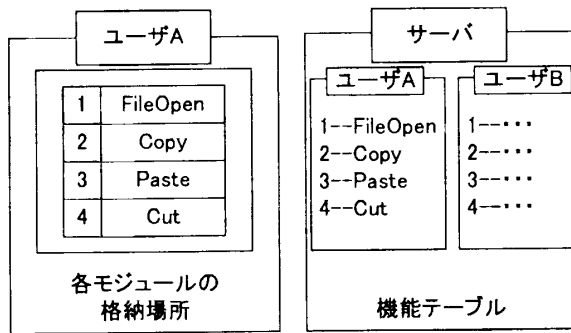 ユーザA
1 FileOpen
2 Copy
3 Paste
4 Cut
各モジュールの
格納場所
サーバ
ユーザA
1--FileOpen
2--Copy
3--Paste
4--Cut
ユーザB
1--･･･
2--･･･
3--･･･
4--･･･
機能テーブル